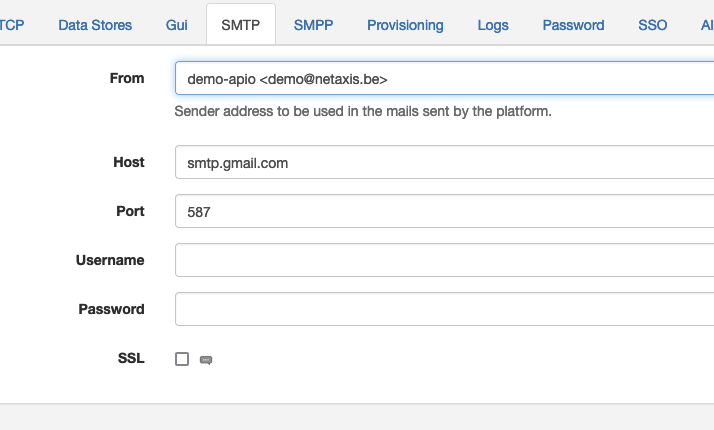 TCP Data Stores Gui SMTP SMPP Provisioning Logs Password SSO
From demo-apio <demo@netaxis.be>
Sender address to be used in the mails sent by the platform.
Host smtp.gmail.com
Port 587
Username
Password
SSL